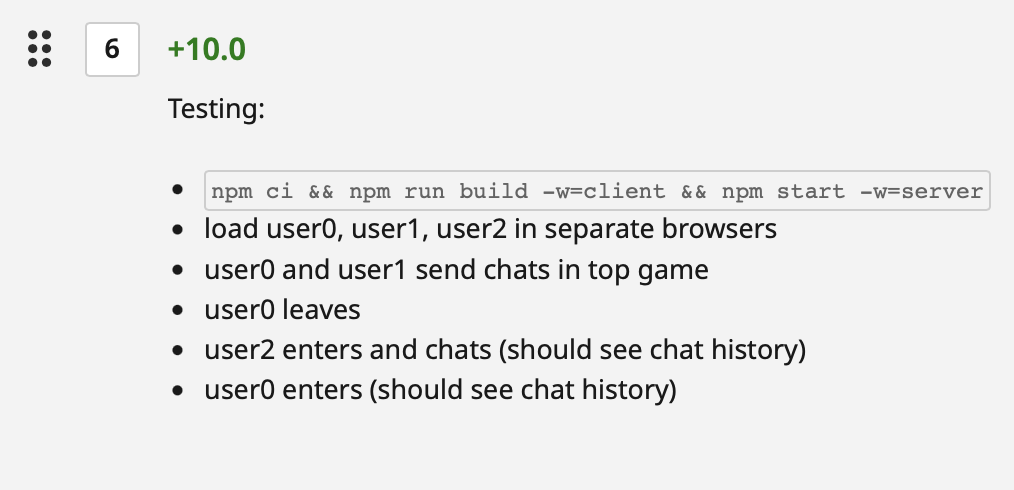 6 +10.0
Testing:
• npm ci && npm run build -w=client && npm start -w=server
• load user0, user1, user2 in separate browsers
• user0 and user1 send chats in top game
• user0 leaves
• user2 enters and chats (should see chat history)
• user0 enters (should see chat history)